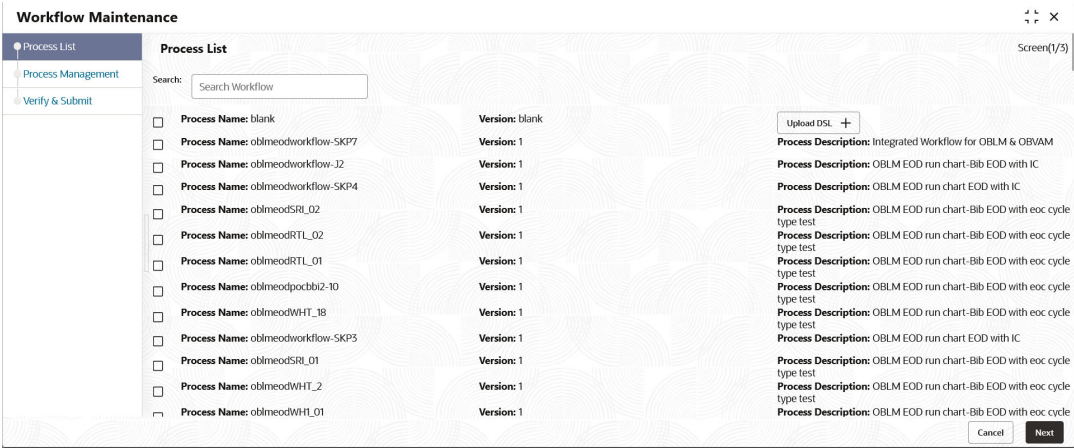 Workflow Maintenance
Process List
Process Management
Verify & Submit
Process List
Screen(1/3)
Search:
Search Workflow
Process Name: blank Version: blank Upload DSL +
Process Name: oblmeodworkflow-SKP7 Version: 1 Process Description: Integrated Workflow for OBLM & OBVAM
Process Name: oblmeodworkflow-J2 Version: 1 Process Description: OBLM EOD run chart-Bib EOD with IC
Process Name: oblmeodworkflow-SKP4 Version: 1 Process Description: OBLM EOD run chart EOD with IC
Process Name: oblmeodSRI_02 Version: 1 Process Description: OBLM EOD run chart-Bib EOD with eoc cycle
type test
Process Name: oblmeodRTL_02 Version: 1 Process Description: OBLM EOD run chart-Bib EOD with eoc cycle
type test
Process Name: oblmeodRTL_01 Version: 1 Process Description: OBLM EOD run chart-Bib EOD with eoc cycle
type test
Process Name: oblmeodpocbbi2-10 Version: 1 Process Description: OBLM EOD run chart-Bib EOD with eoc cycle
type test
Process Name: oblmeodWHT_18 Version: 1 Process Description: OBLM EOD run chart-Bib EOD with eoc cycle
type test
Process Name: oblmeodworkflow-SKP3 Version: 1 Process Description: OBLM EOD run chart EOD with IC
Process Name: oblmeodSRI_01 Version: 1 Process Description: OBLM EOD run chart-Bib EOD with eoc cycle
type test
Process Name: oblmeodWHT_2 Version: 1 Process Description: OBLM EOD run chart-Bib EOD with eoc cycle
type test
Process Name: oblmeodWH1_01 Version: 1 Process Description: OBLM EOD run chart-Bib EOD with eoc cycle
Cancel Next